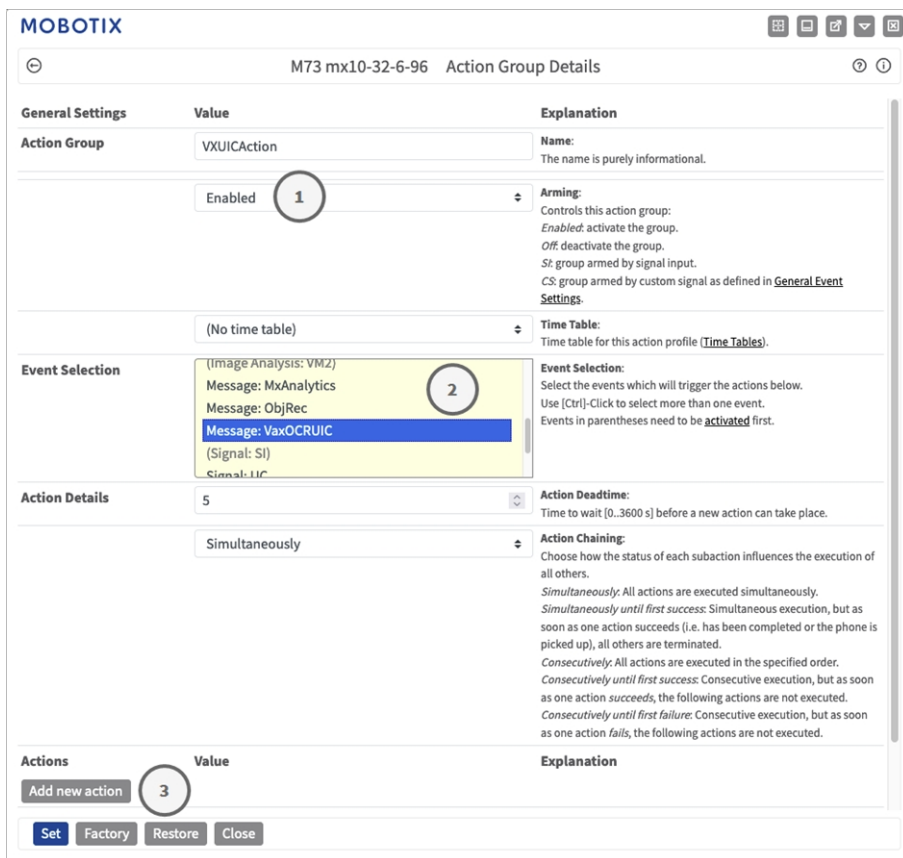 MOBOTIX
M73 mx10-32-6-96 Action Group Details
General Settings Value Explanation
Action Group VXUICAction Name:
The name is purely informational.
Enabled 1 Arming:
Controls this action group:
Enabled: activate the group.
Off: deactivate the group.
SI: group armed by signal input.
CS: group armed by custom signal as defined in General Event
Settings.
(No time table) Time Table:
Time table for this action profile (Time Tables).
Event Selection (Image Analysis: VM2) Event Selection:
Message: MxAnalytics 2 Select the events which will trigger the actions below.
Message: ObjRec Use [Ctrl]-Click to select more than one event.
Message: VaxOCRUIC Events in parentheses need to be activated first.
(Signal: SI)
Signal: UC
Action Details 5 Action Deadtime:
Time to wait [0..3600 s] before a new action can take place.
Simultaneously Action Chaining:
Choose how the status of each subaction influences the execution of
all others.
Simultaneously: All actions are executed simultaneously.
Simultaneously until first success: Simultaneous execution, but as
soon as one action succeeds (i.e. has been completed or the phone is
picked up), all others are terminated.
Consecutively: All actions are executed in the specified order.
Consecutively until first success: Consecutive execution, but as soon
as one action succeeds, the following actions are not executed.
Consecutively until first failure: Consecutive execution, but as soon
as one action fails, the following actions are not executed.
Actions Value Explanation
Add new action 3
Set Factory Restore Close